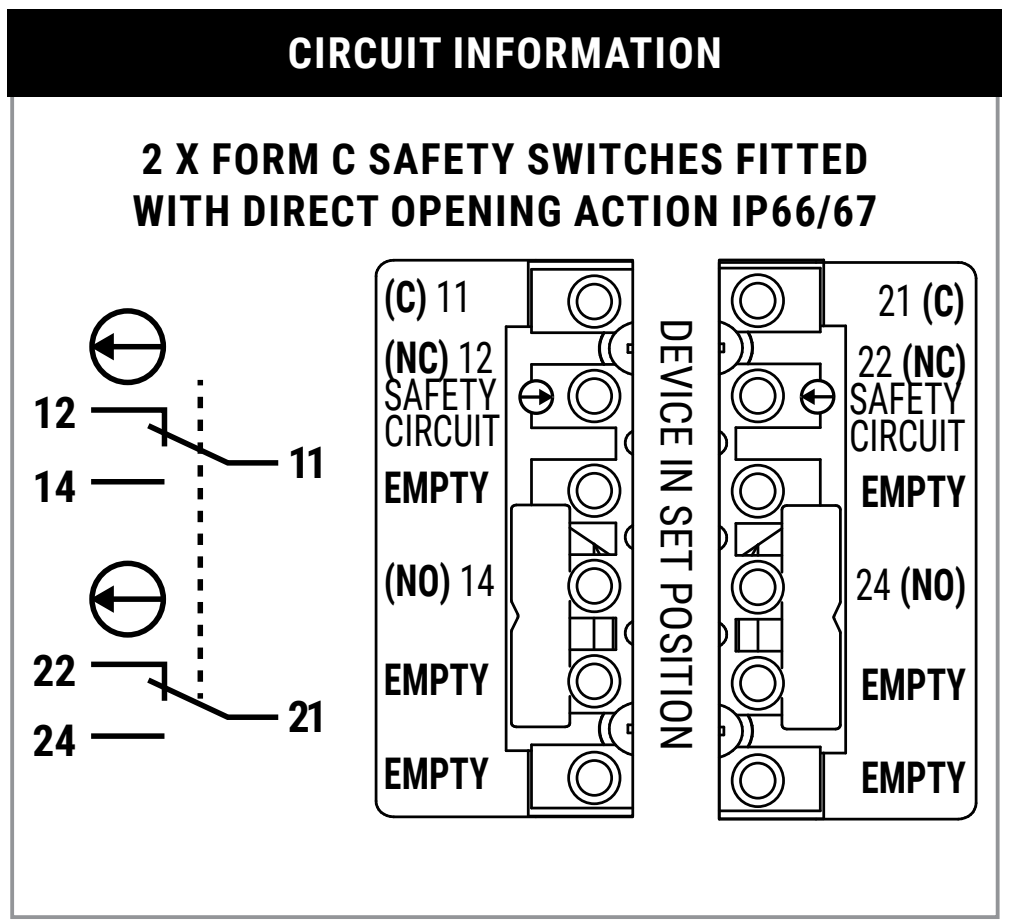 CIRCUIT INFORMATION
2 X FORM C SAFETY SWITCHES FITTED
WITH DIRECT OPENING ACTION IP66/67
12
14
11
22
24
21
(C) 11
(NC) 12
SAFETY
CIRCUIT
EMPTY
(NO) 14
EMPTY
EMPTY
DEVICE IN SET POSITION
21 (C)
22 (NC)
SAFETY
CIRCUIT
EMPTY
24 (NO)
EMPTY
EMPTY